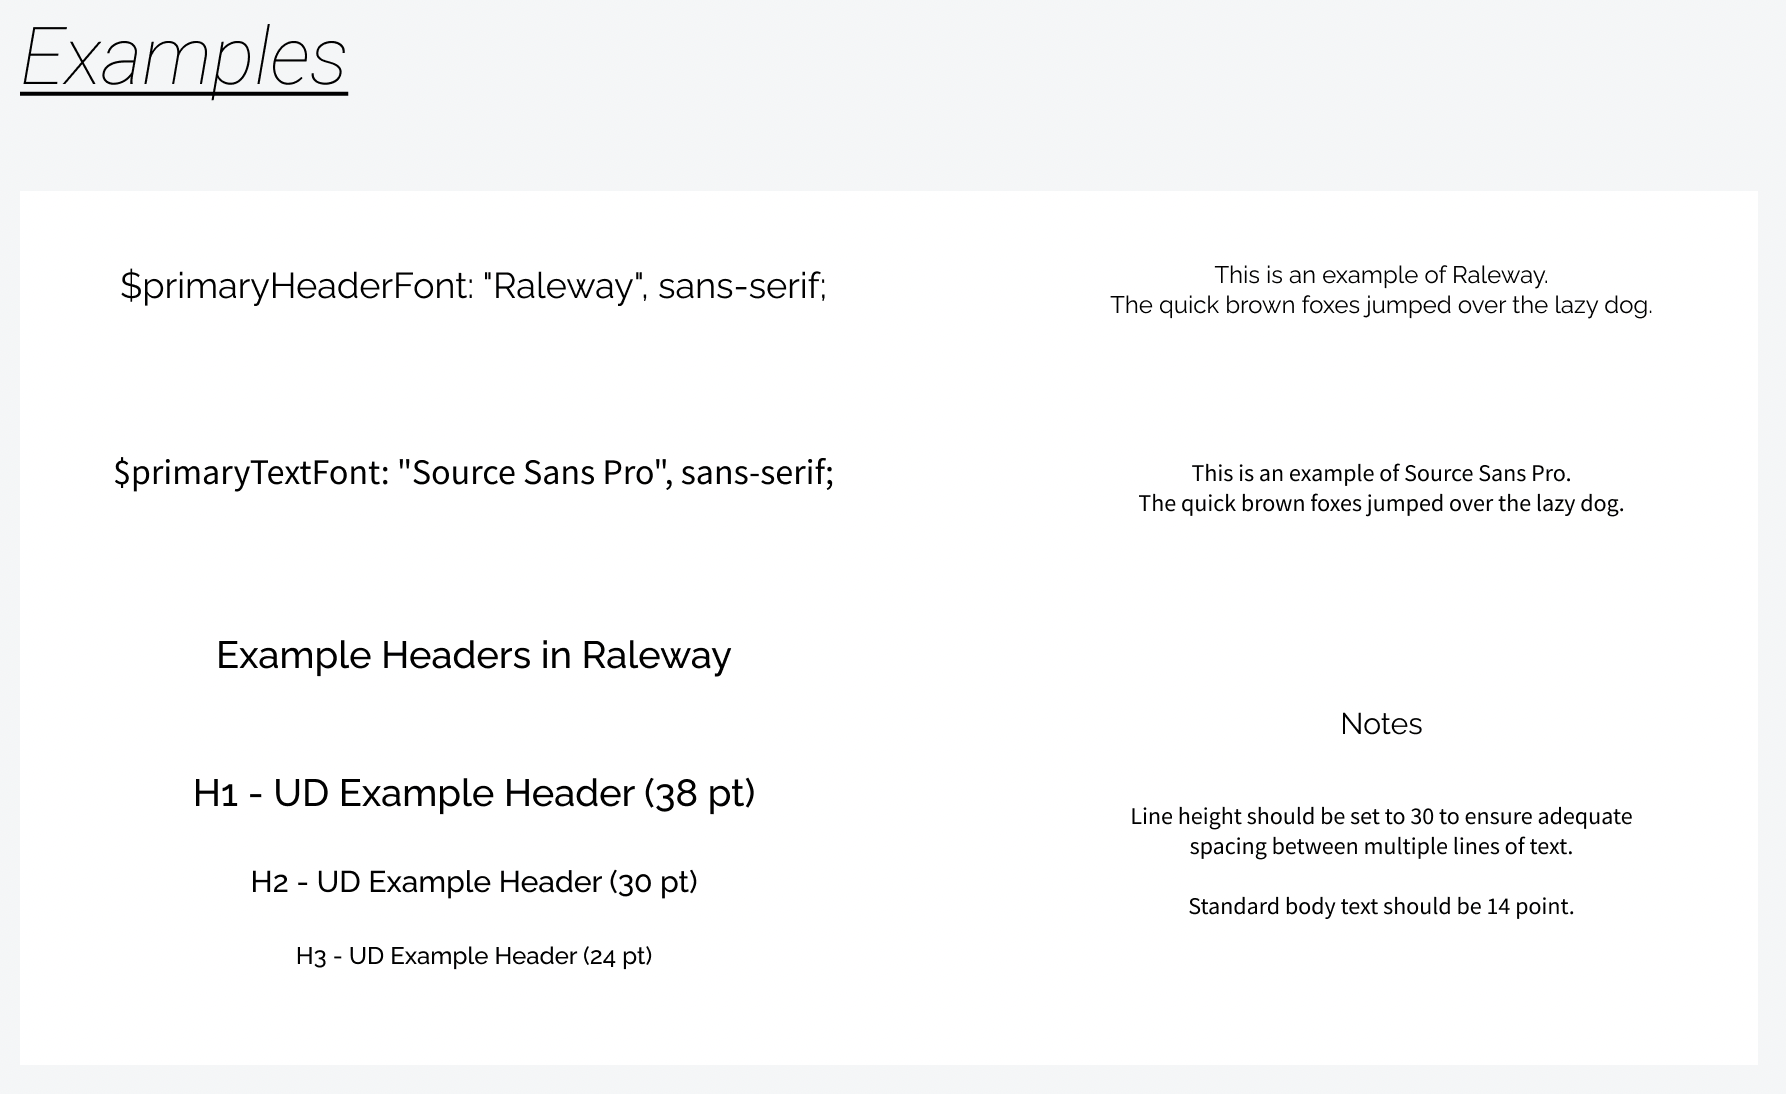 Examples
$primaryHeaderFont: "Raleway", sans-serif;
This is an example of Raleway.
The quick brown foxes jumped over the lazy dog.
$primaryTextFont: "Source Sans Pro", sans-serif;
This is an example of Source Sans Pro.
The quick brown foxes jumped over the lazy dog.
Example Headers in Raleway
H1 - UD Example Header (38 pt)
H2 - UD Example Header (30 pt)
H3 - UD Example Header (24 pt)
Notes
Line height should be set to 30 to ensure adequate
spacing between multiple lines of text.
Standard body text should be 14 point.